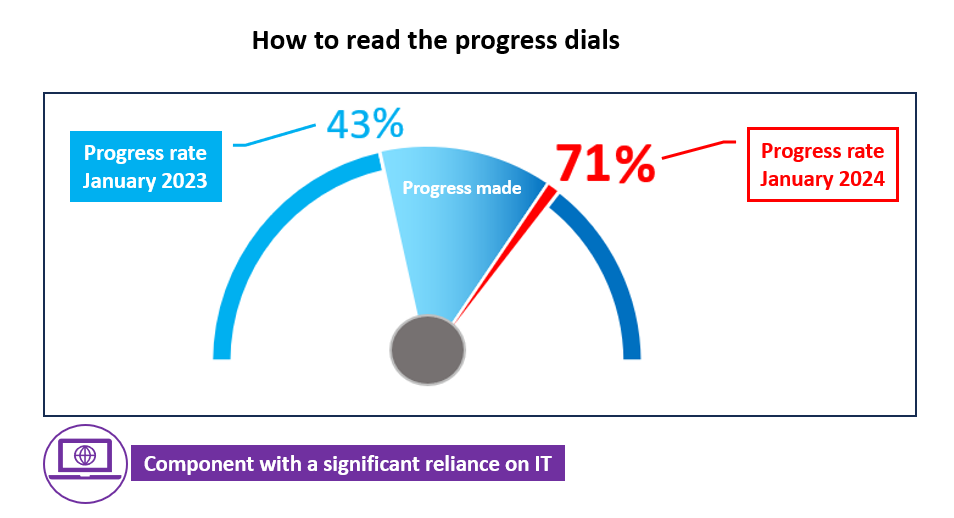 How to read the progress dials
43%
Progress rate
January 2023
71%
Progress rate
January 2024
Progress made
Component with a significant reliance on IT